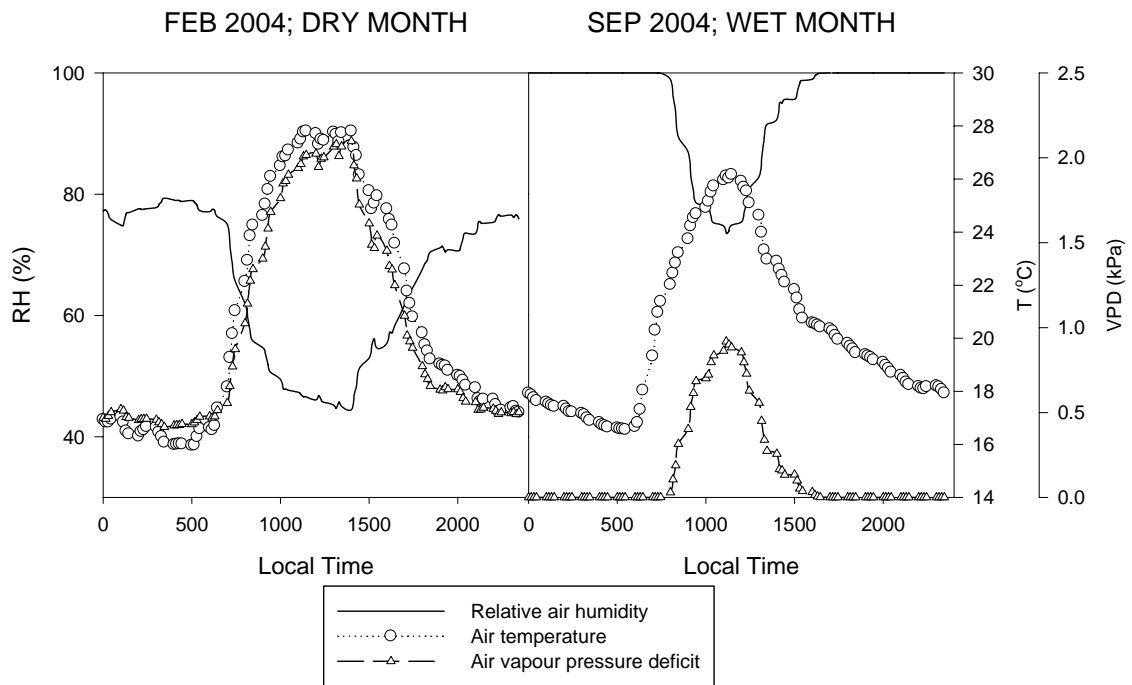 FEB 2004; DRY MONTH
SEP 2004; WET MONTH
RH (%)
100
80
60
40
0
500
1000
1500
2000
Local Time
0
500
1000
1500
2000
Local Time
30
28
26
24
22
20
18
16
14
T (°C)
2.5
2.0
1.5
1.0
0.5
0.0
VPD (kPa)
Relative air humidity
Air temperature
Air vapour pressure deficit